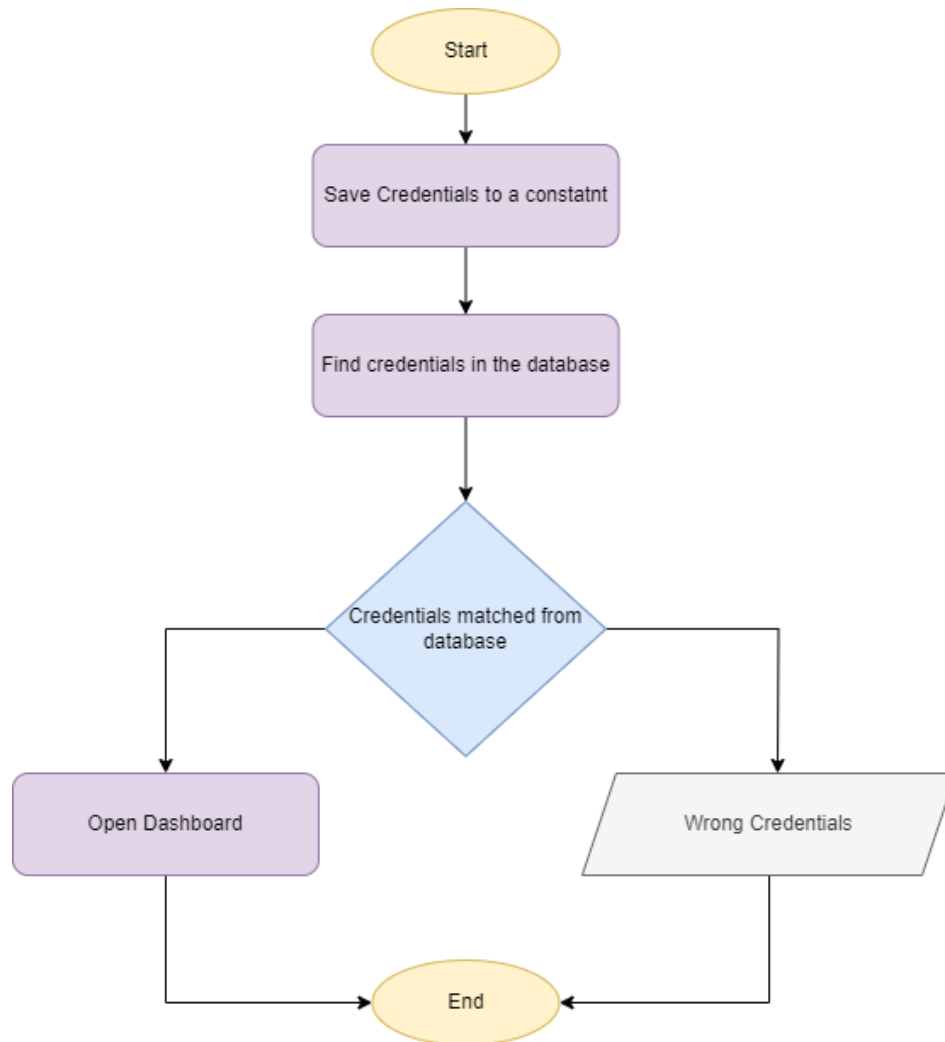 Start
Save Credentials to a constatnt
Find credentials in the database
Credentials matched from
database
Open Dashboard
Wrong Credentials
End